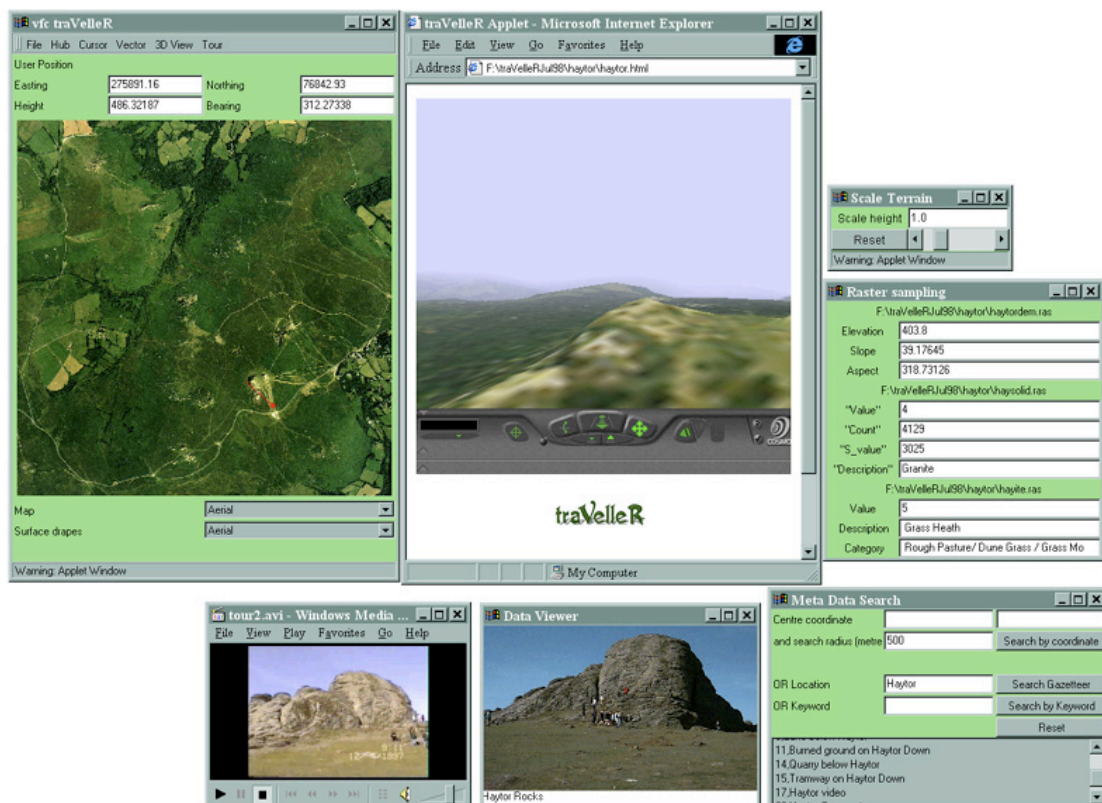 vfc traVelleR
File Hub Cursor Vector 3D View Tour
User Position
Easting 275891.16 Northing 76842.93
Height 486.32187 Bearing 312.27338
Map Aerial
Surface drapes Aerial
Warning: Applet Window
traVelleR Applet - Microsoft Internet Explorer
File Edit View Go Favorites Help
Address F:\traVelleRJul98\haytor\haytor.html
COSMO
traVelleR
My Computer
Scale Terrain
Scale height 1.0
Reset
Warning: Applet Window
Raster sampling
F:\traVelleRJul98\haytor\haytordem.ras
Elevation 403.8
Slope 39.17645
Aspect 318.73126
F:\traVelleRJul98\haytor\haysolid.ras
"Value" 4
"Count" 4129
"S_value" 3025
"Description" Granite
F:\traVelleRJul98\haytor\hayite.ras
Value 5
Description Grass Heath
Category Rough Pasture/ Dune Grass / Grass Mo
tour2.avi - Windows Media ...
File View Play Favorites Go Help
9:11
1997
Data Viewer
Haytor Rocks
Meta Data Search
Centre coordinate
and search radius (metre 500 Search by coordinate
OR Location Haytor Search Gazetteer
OR Keyword Search by Keyword
Reset
11,Burned ground on Haytor Down
14,Quarry below Haytor
15,Tramway on Haytor Down
17,Haytor video